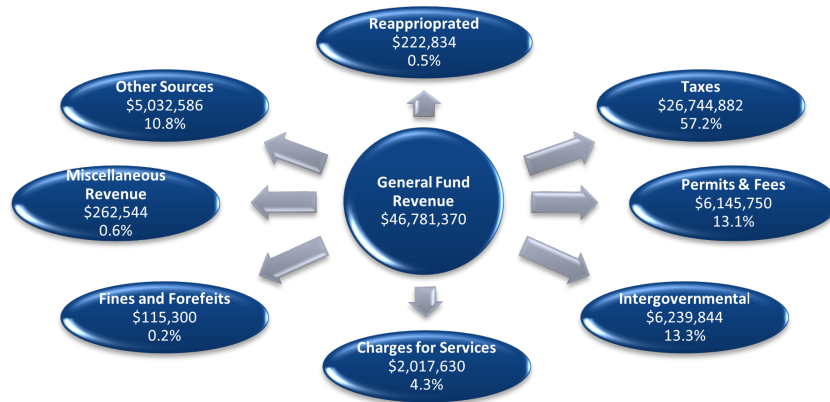 Reapprioprated
$222,834
0.5%
Other Sources
$5,032,586
10.8%
Taxes
$26,744,882
57.2%
Miscellaneous
Revenue
$262,544
0.6%
General Fund
Revenue
$46,781,370
Permits & Fees
$6,145,750
13.1%
Fines and Forefeits
$115,300
0.2%
Intergovernmental
$6,239,844
13.3%
Charges for Services
$2,017,630
4.3%